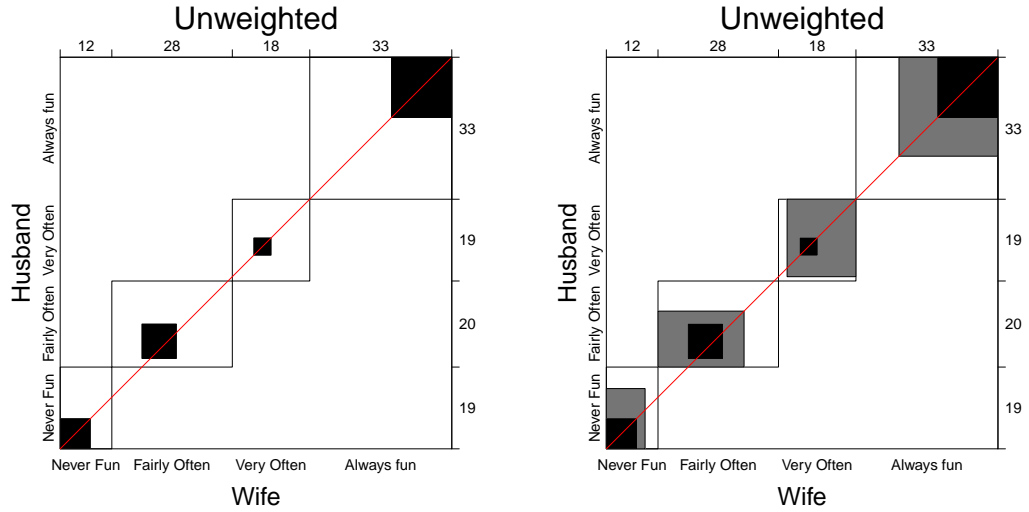 Unweighted
12 28 18 33
Always fun
Very Often
Fairly Often
Never Fun
Husband
33
19
20
19
Never Fun Fairly Often Very Often Always fun
Wife
Unweighted
12 28 18 33
Always fun
Very Often
Fairly Often
Never Fun
Husband
33
19
20
19
Never Fun Fairly Often Very Often Always fun
Wife